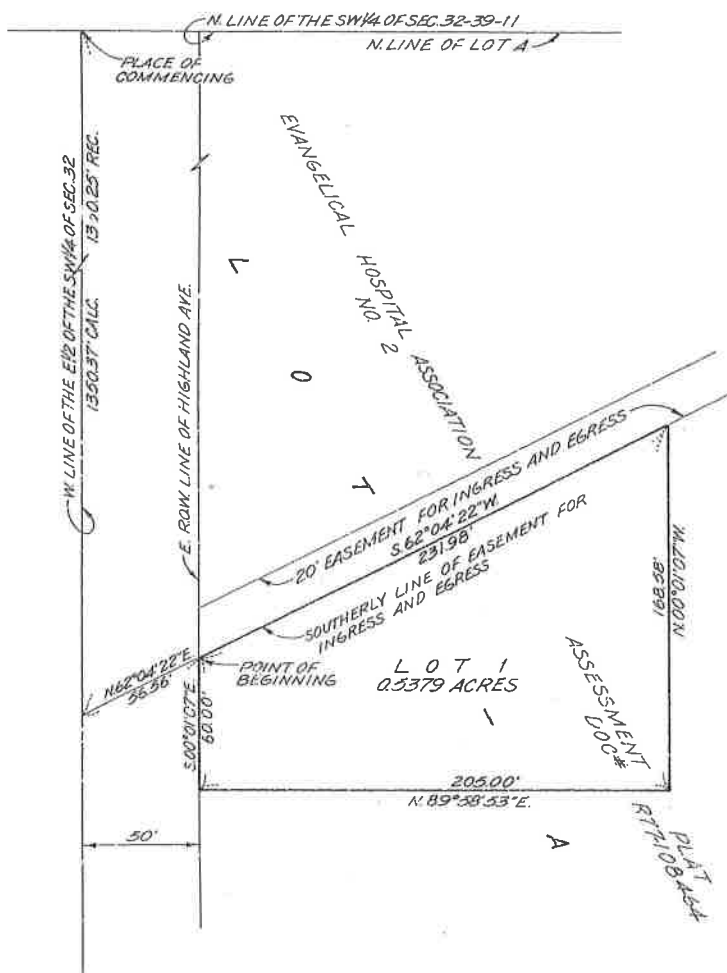 N. LINE OF THE SW1/4 OF SEC. 32-39-11
N. LINE OF LOT A
PLACE OF
COMMENCING
W. LINE OF THE E1/2 OF THE SW1/4 OF SEC. 32
1350.37' CALC.
REC.
E. ROW LINE OF HIGHLAND AVE.
EVANGELICAL HOSPITAL ASSOCIATION
NO. 2
L O T
20' EASEMENT FOR INGRESS AND EGRESS
S. 62°04'22"W.
231.98'
SOUTHERLY LINE OF EASEMENT FOR
INGRESS AND EGRESS
N.62°04'22"E.
56.56'
POINT OF
BEGINNING
S.00°01'07"E.
60.00'
LOT 1
0.5379 ACRES
168.58'
N.00°01'07"W.
ASSESSMENT
DOC#
205.00'
N. 89°58'53"E.
50'
A
PLAT
R77-108464